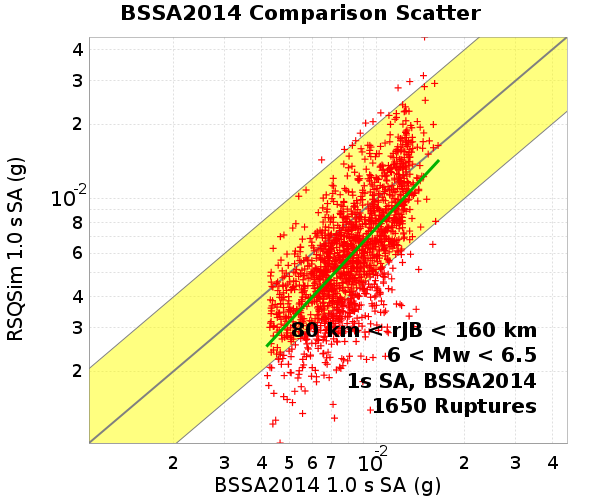 BSSA2014 Comparison Scatter
RSQSim 1.0 s SA (g)
4
3
2
10-2
8
6
4
3
2
80 km < rJB < 160 km
6 < Mw < 6.5
1s SA, BSSA2014
1650 Ruptures
2 3 4 5 6 7 10-2 2 3 4
BSSA2014 1.0 s SA (g)